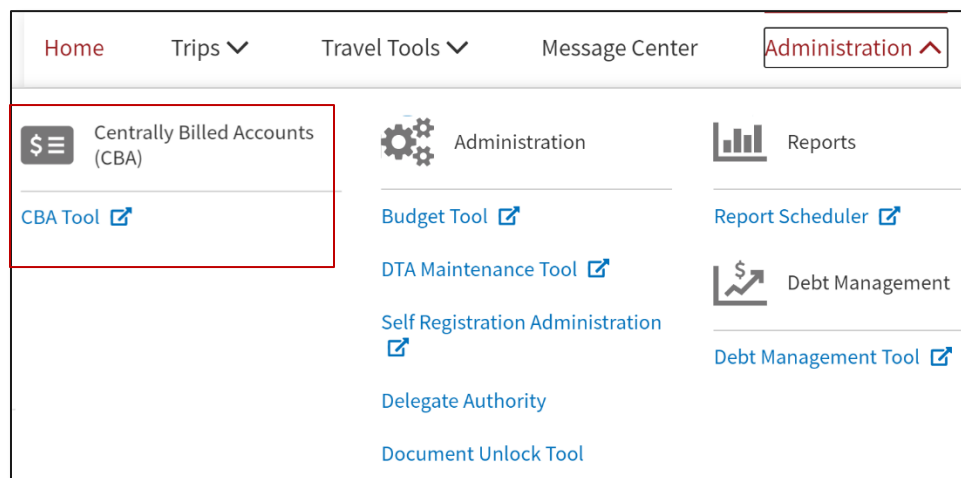 Home Trips Travel Tools Message Center Administration
Centrally Billed Accounts
(CBA)
CBA Tool
Administration
Budget Tool
DTA Maintenance Tool
Self Registration Administration
Delegate Authority
Document Unlock Tool
Reports
Report Scheduler
$
Debt Management
Debt Management Tool